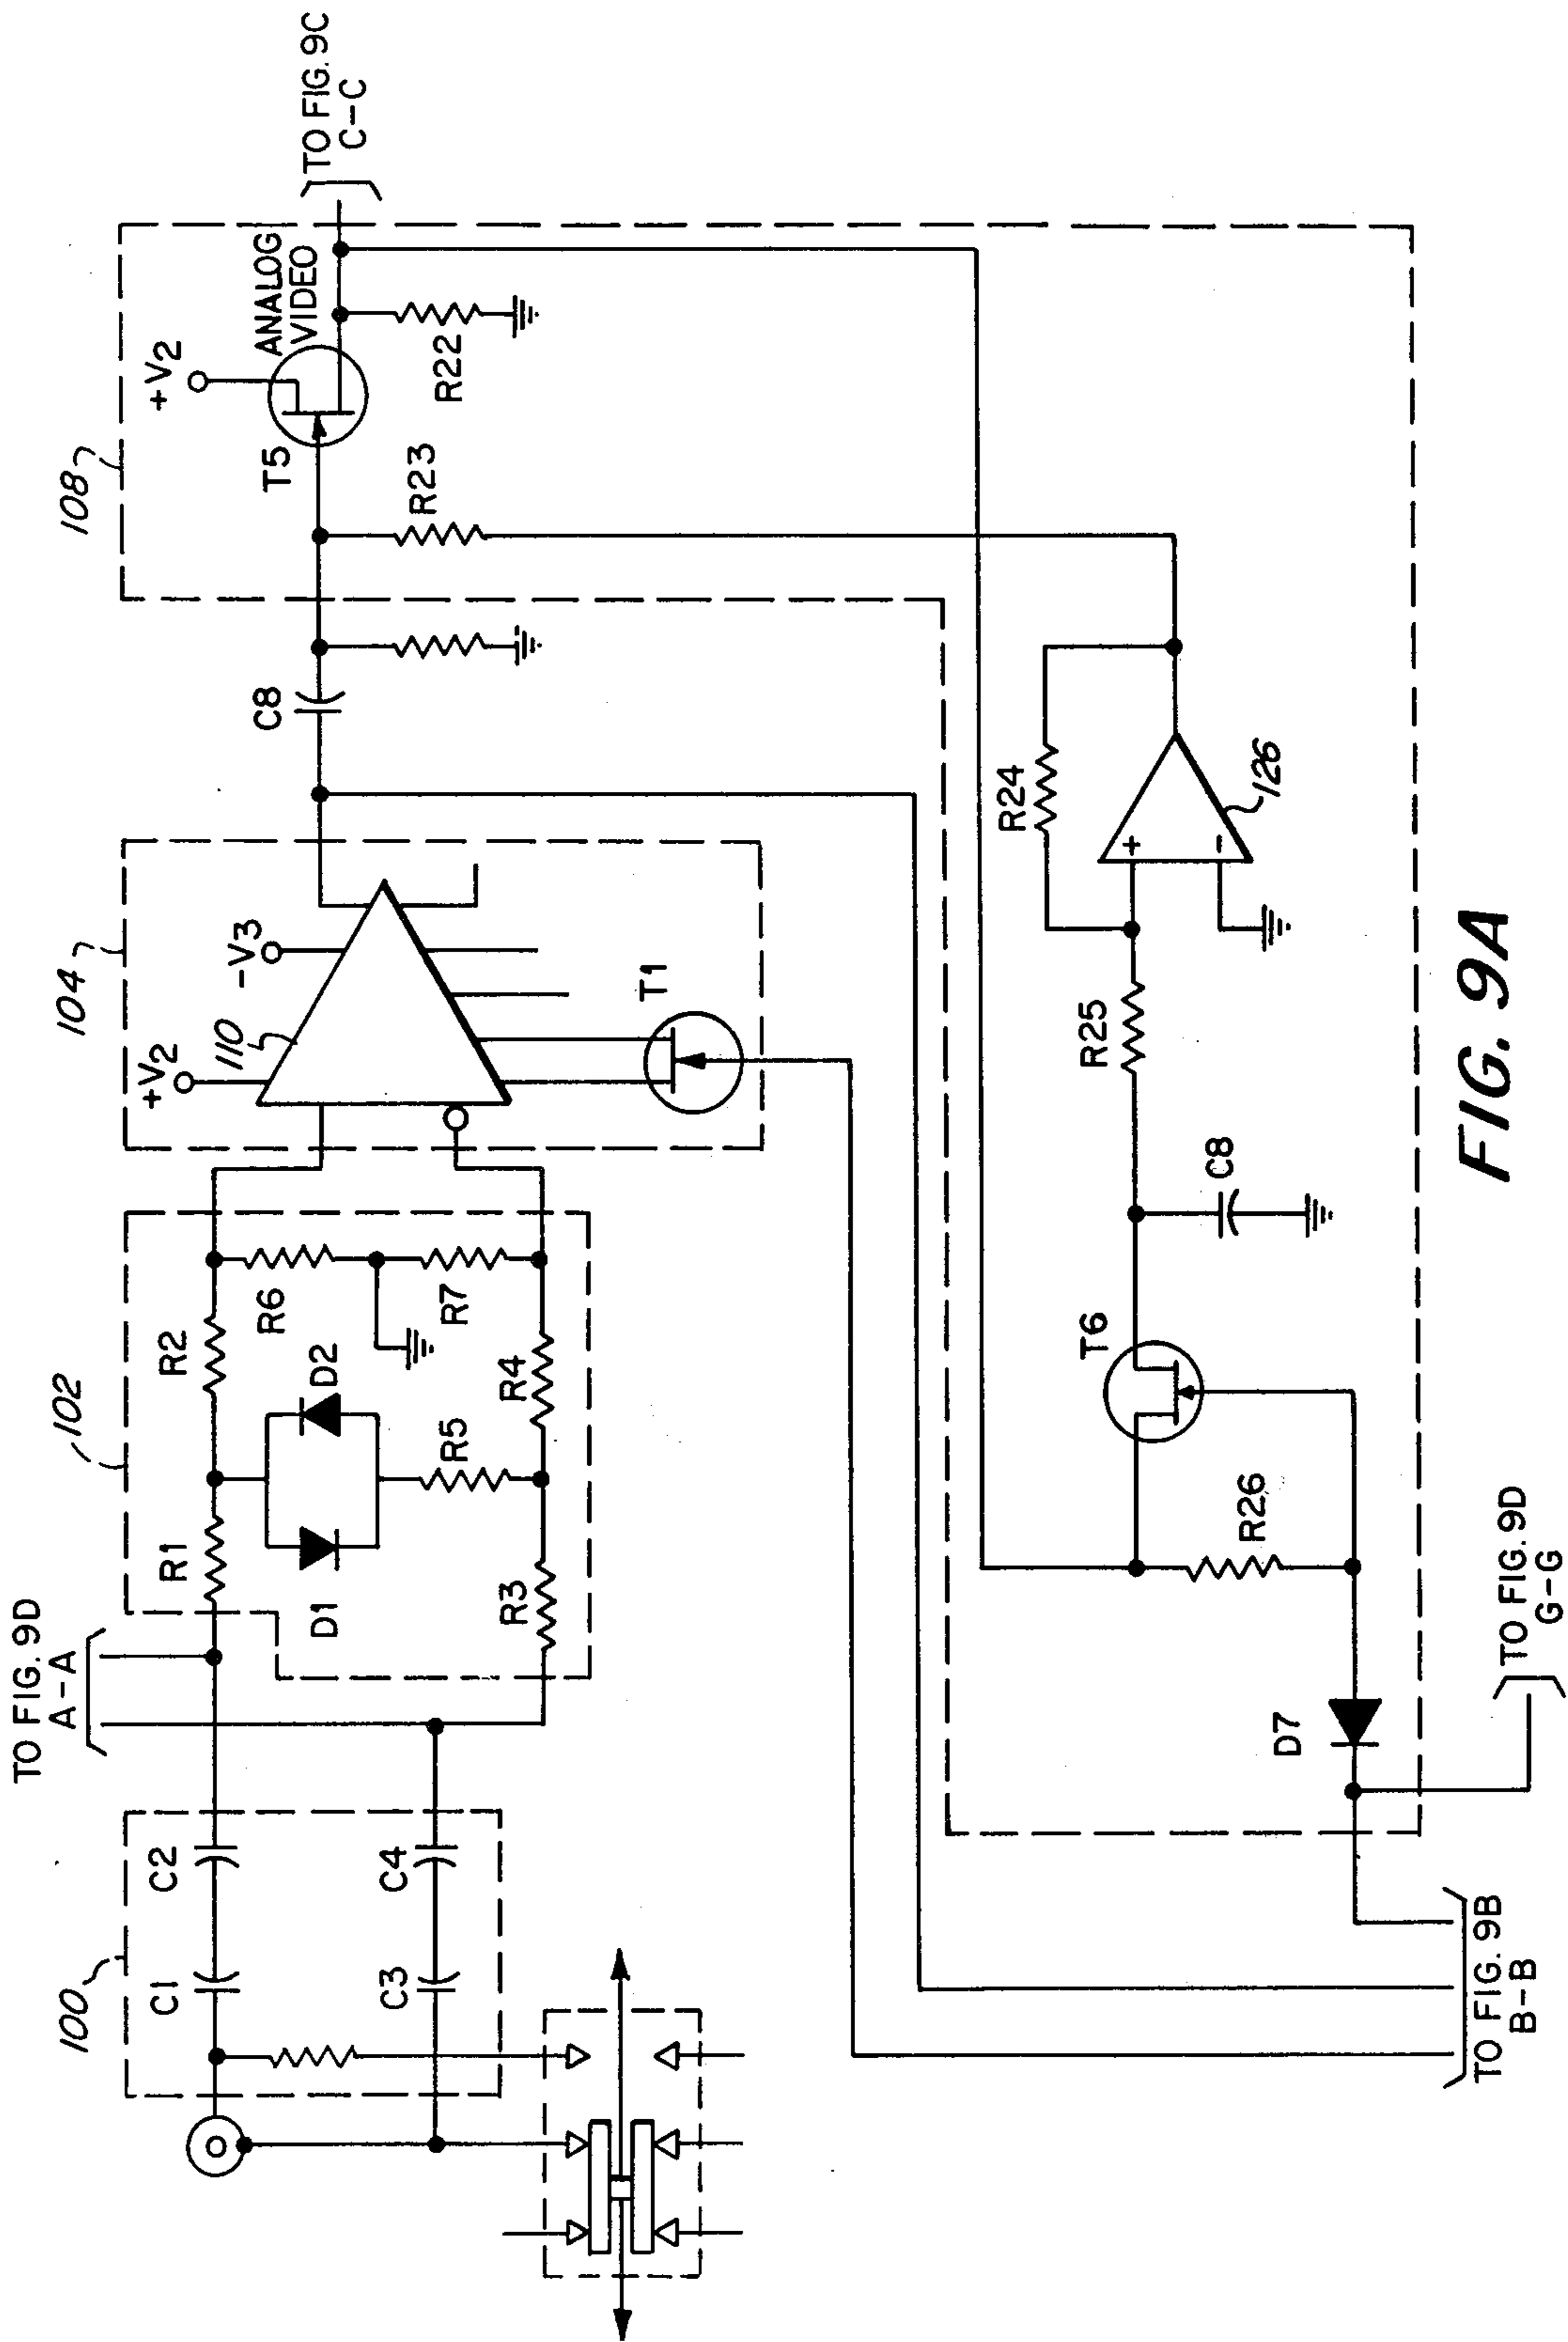 TO FIG. 9D
A-A
100
C1
C2
C3
C4
102
R1
R2
D1
D2
R3
R5
R4
R6
R7
104
+V2
-V3
110
T1
C8
108
+V2
T5
ANALOG
VIDEO
R23
R22
TO FIG. 9C
C-C
R24
126
+
-
R25
C8
T6
R26
D7
TO FIG. 9D
G-G
TO FIG. 9B
B-B
FIG. 9A